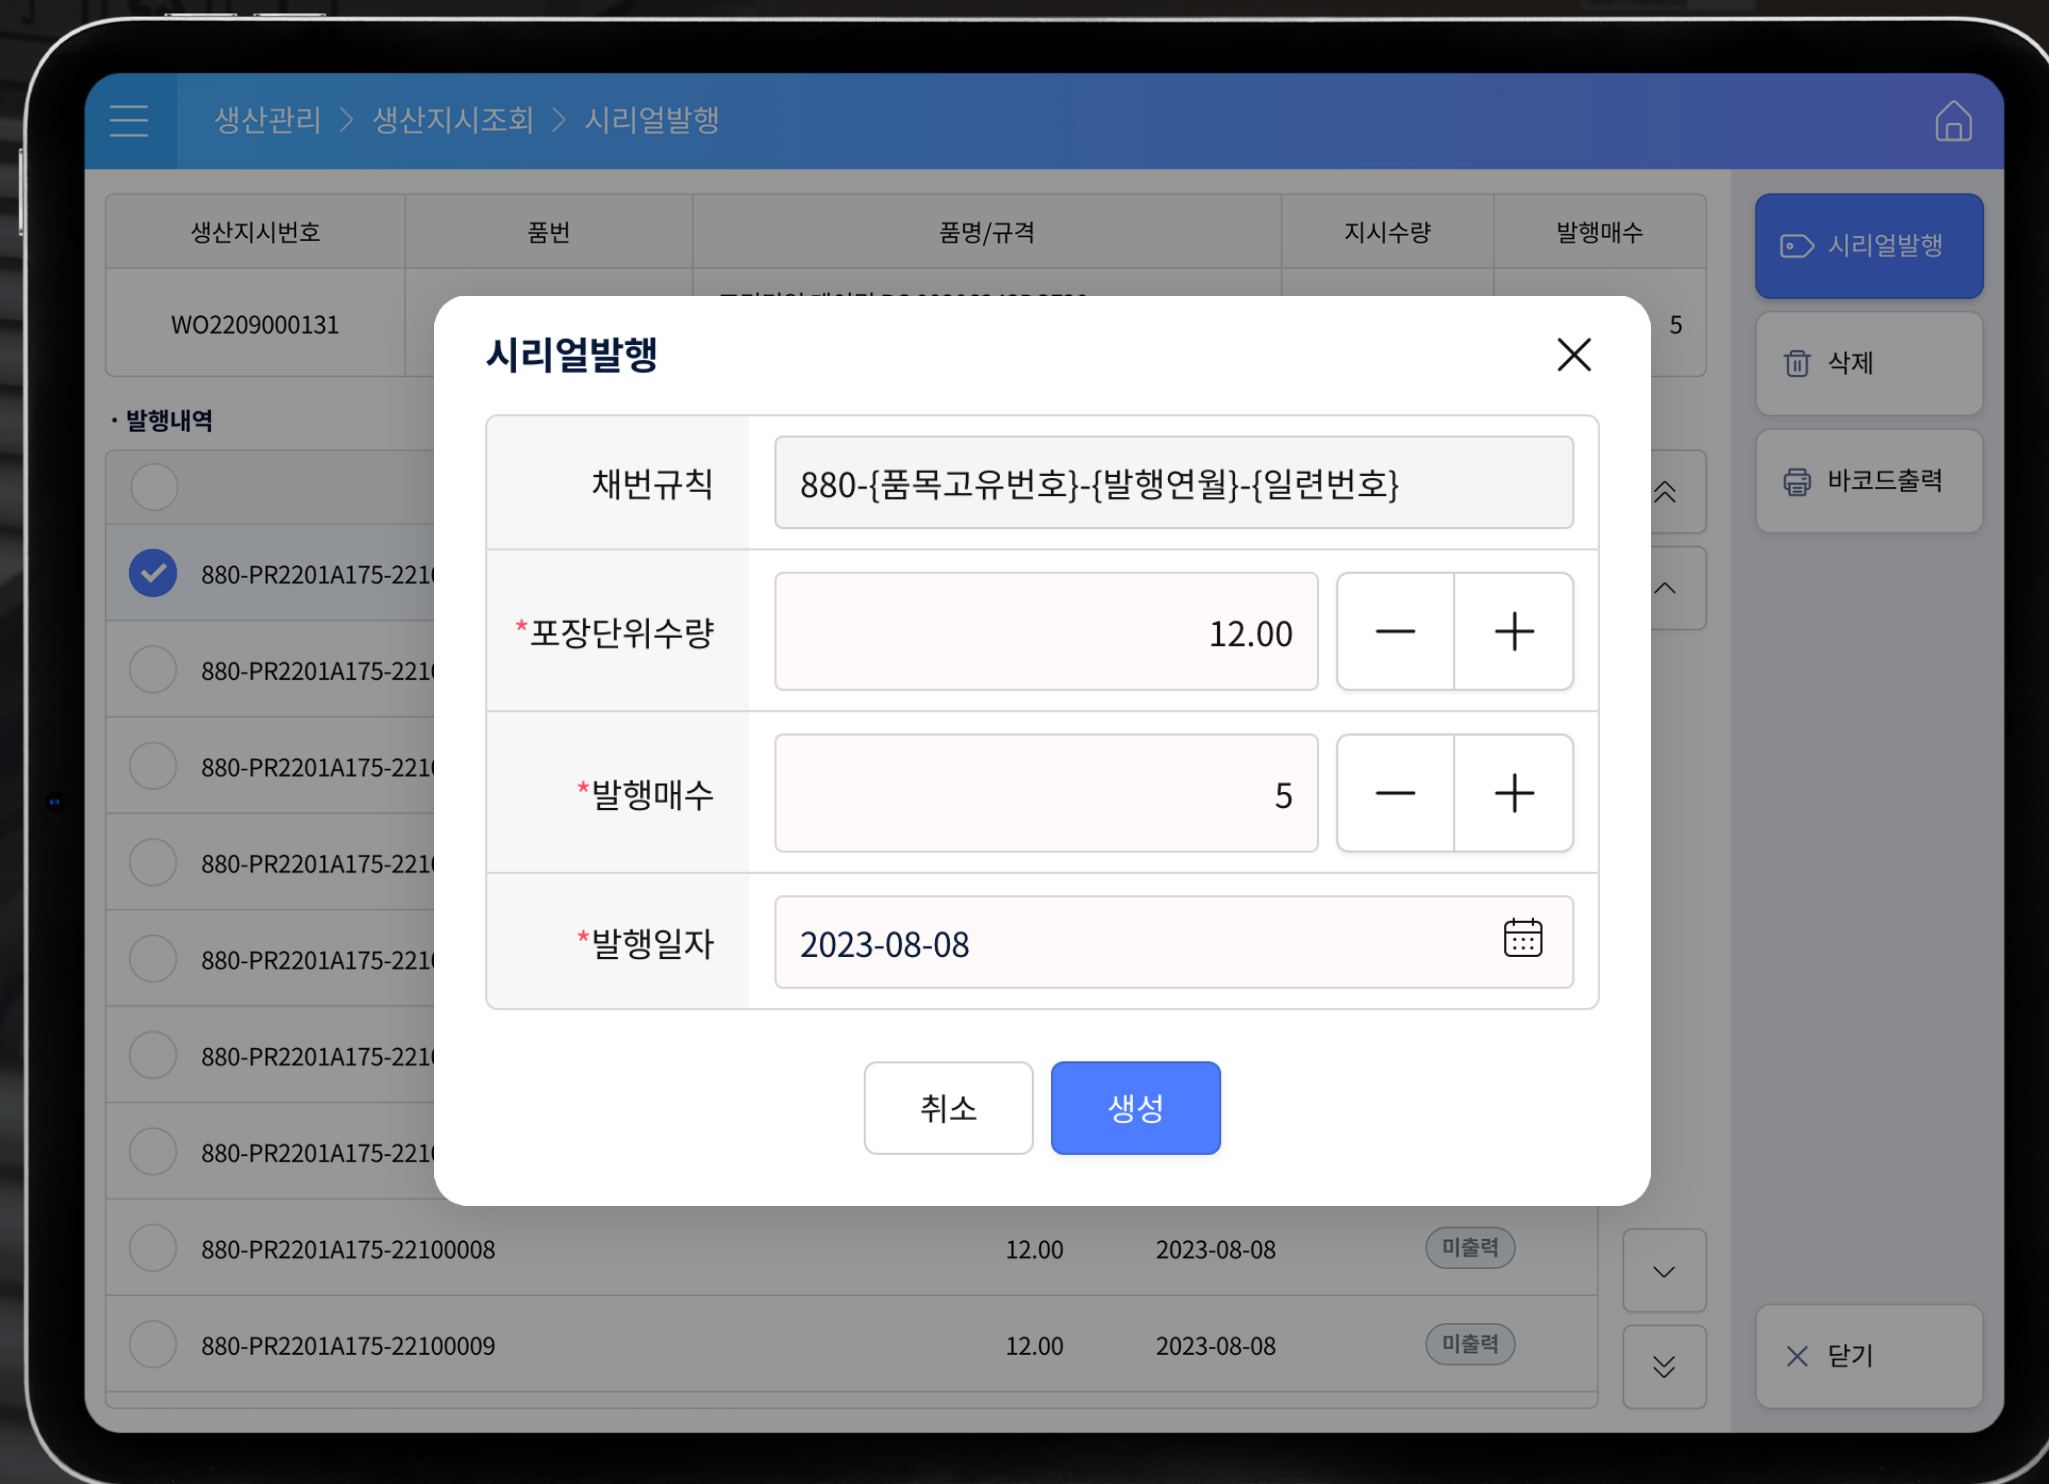 생산관리 > 생산지시조회 > 시리얼발행
생산지시번호 품번 품명/규격 지시수량 발행매수
시리얼발행
WO2209000131
5
삭제
· 발행내역
바코드출력
시리얼발행
채번규칙 880-{품목고유번호}-{발행연월}-{일련번호}
*포장단위수량 12.00
*발행매수 5
*발행일자 2023-08-08
취소 생성
880-PR2201A175-2210
880-PR2201A175-2210
880-PR2201A175-2210
880-PR2201A175-2210
880-PR2201A175-2210
880-PR2201A175-2210
880-PR2201A175-2210
880-PR2201A175-22100008 12.00 2023-08-08 미출력
880-PR2201A175-22100009 12.00 2023-08-08 미출력
닫기